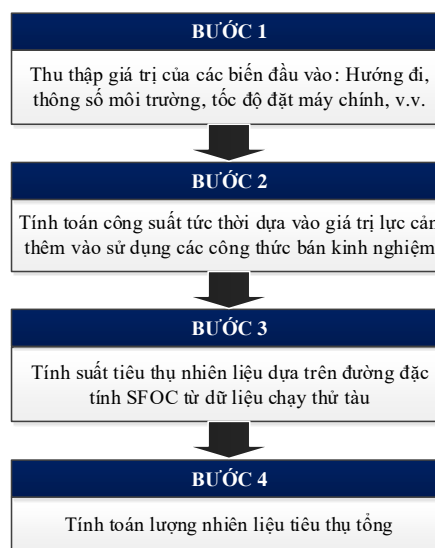 BƯỚC 1
Thu thập giá trị của các biến đầu vào: Hướng đi,
thông số môi trường, tốc độ đặt máy chính, v.v.
BƯỚC 2
Tính toán công suất tức thời dựa vào giá trị lực cản
thêm vào sử dụng các công thức bán kinh nghiệm
BƯỚC 3
Tính suất tiêu thụ nhiên liệu dựa trên đường đặc
tính SFOC từ dữ liệu chạy thử tàu
BƯỚC 4
Tính toán lượng nhiên liệu tiêu thụ tổng